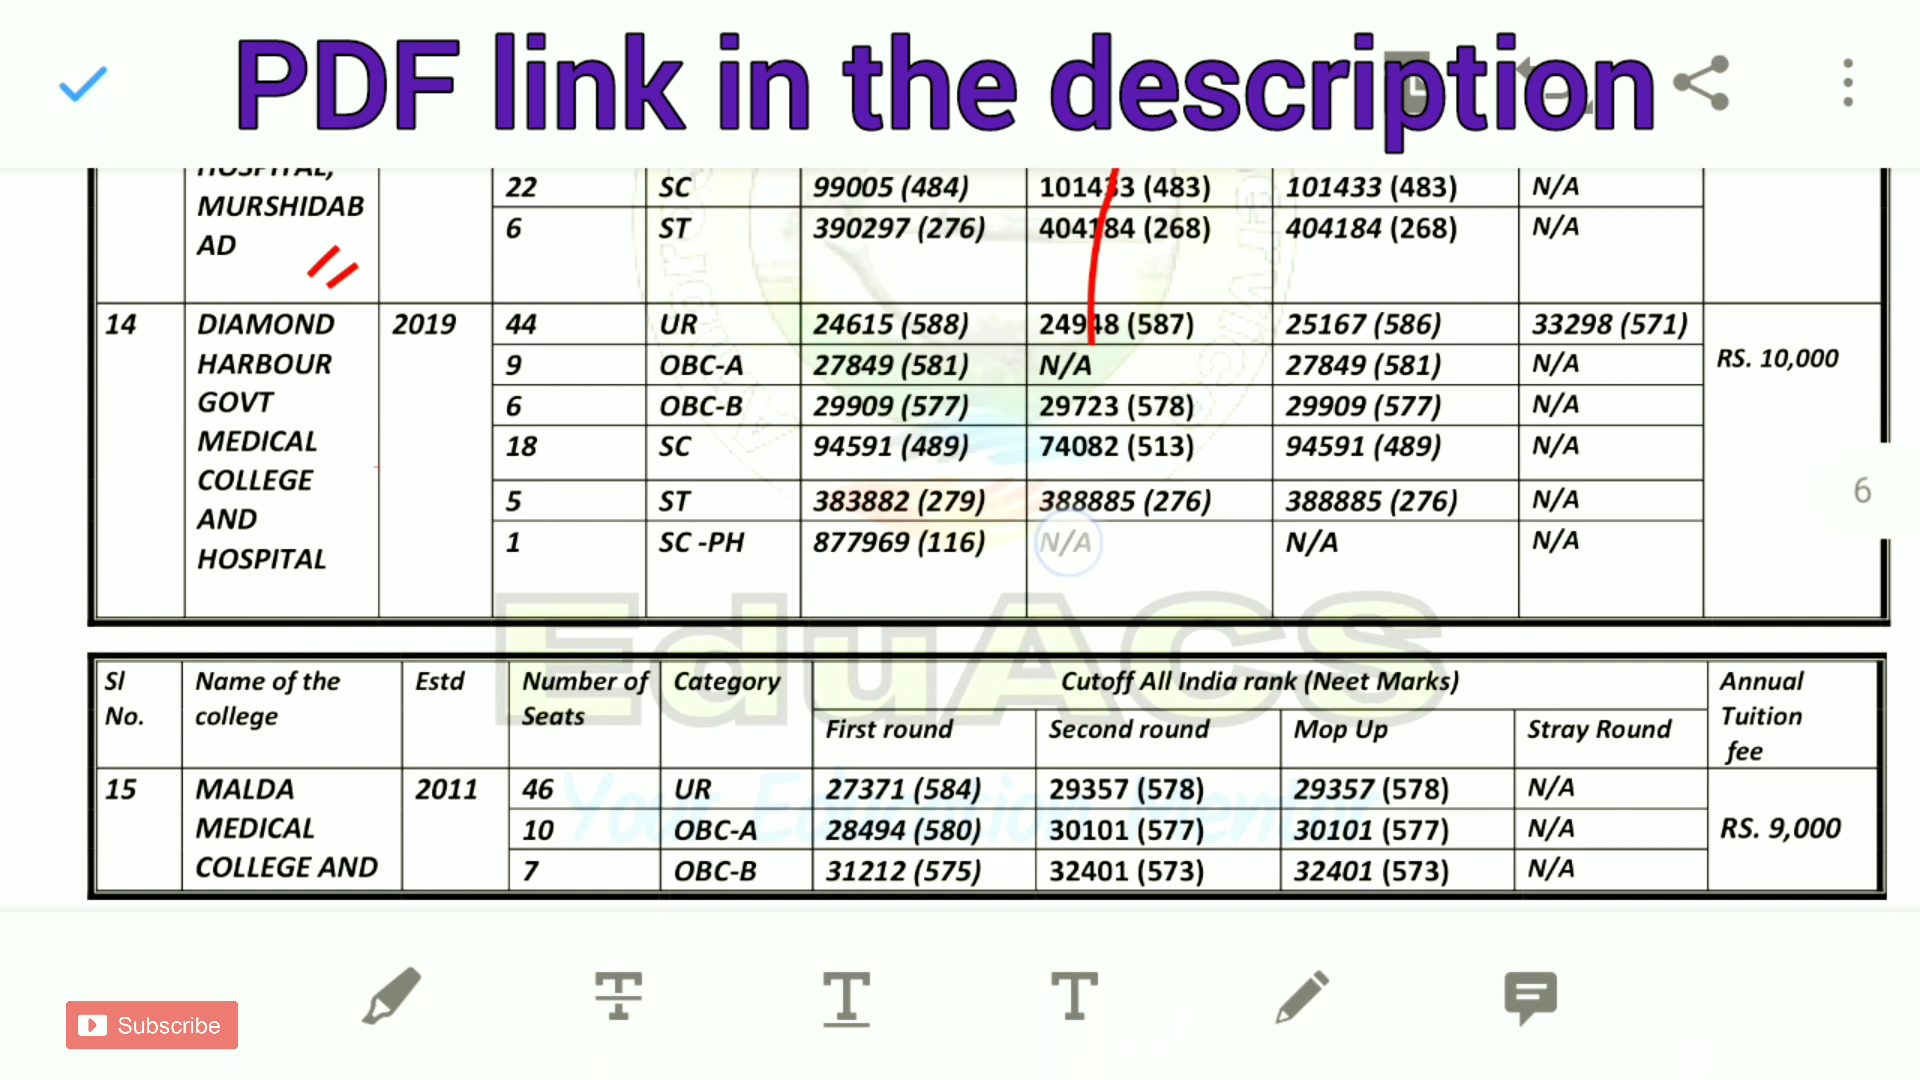 PDF link in the description
HOSPITAL,
MURSHIDAB
AD
22 SC 99005 (484) 101433 (483) 101433 (483) N/A
6 ST 390297 (276) 404184 (268) 404184 (268) N/A
14 DIAMOND 2019 44 UR 24615 (588) 24948 (587) 25167 (586) 33298 (571) RS. 10,000
HARBOUR 9 OBC-A 27849 (581) N/A 27849 (581) N/A
GOVT 6 OBC-B 29909 (577) 29723 (578) 29909 (577) N/A
MEDICAL 18 SC 94591 (489) 74082 (513) 94591 (489) N/A
COLLEGE
AND 5 ST 383882 (279) 388885 (276) 388885 (276) N/A
HOSPITAL 1 SC -PH 877969 (116) N/A N/A N/A
6
EduACS
Sl Name of the Estd Number of Category Cutoff All India rank (Neet Marks) Annual
No. college Seats First round Second round Mop Up Stray Round Tuition
fee
15 MALDA 2011 46 UR 27371 (584) 29357 (578) 29357 (578) N/A RS. 9,000
MEDICAL 10 OBC-A 28494 (580) 30101 (577) 30101 (577) N/A
COLLEGE AND 7 OBC-B 31212 (575) 32401 (573) 32401 (573) N/A
Your Education Mentor
Subscribe